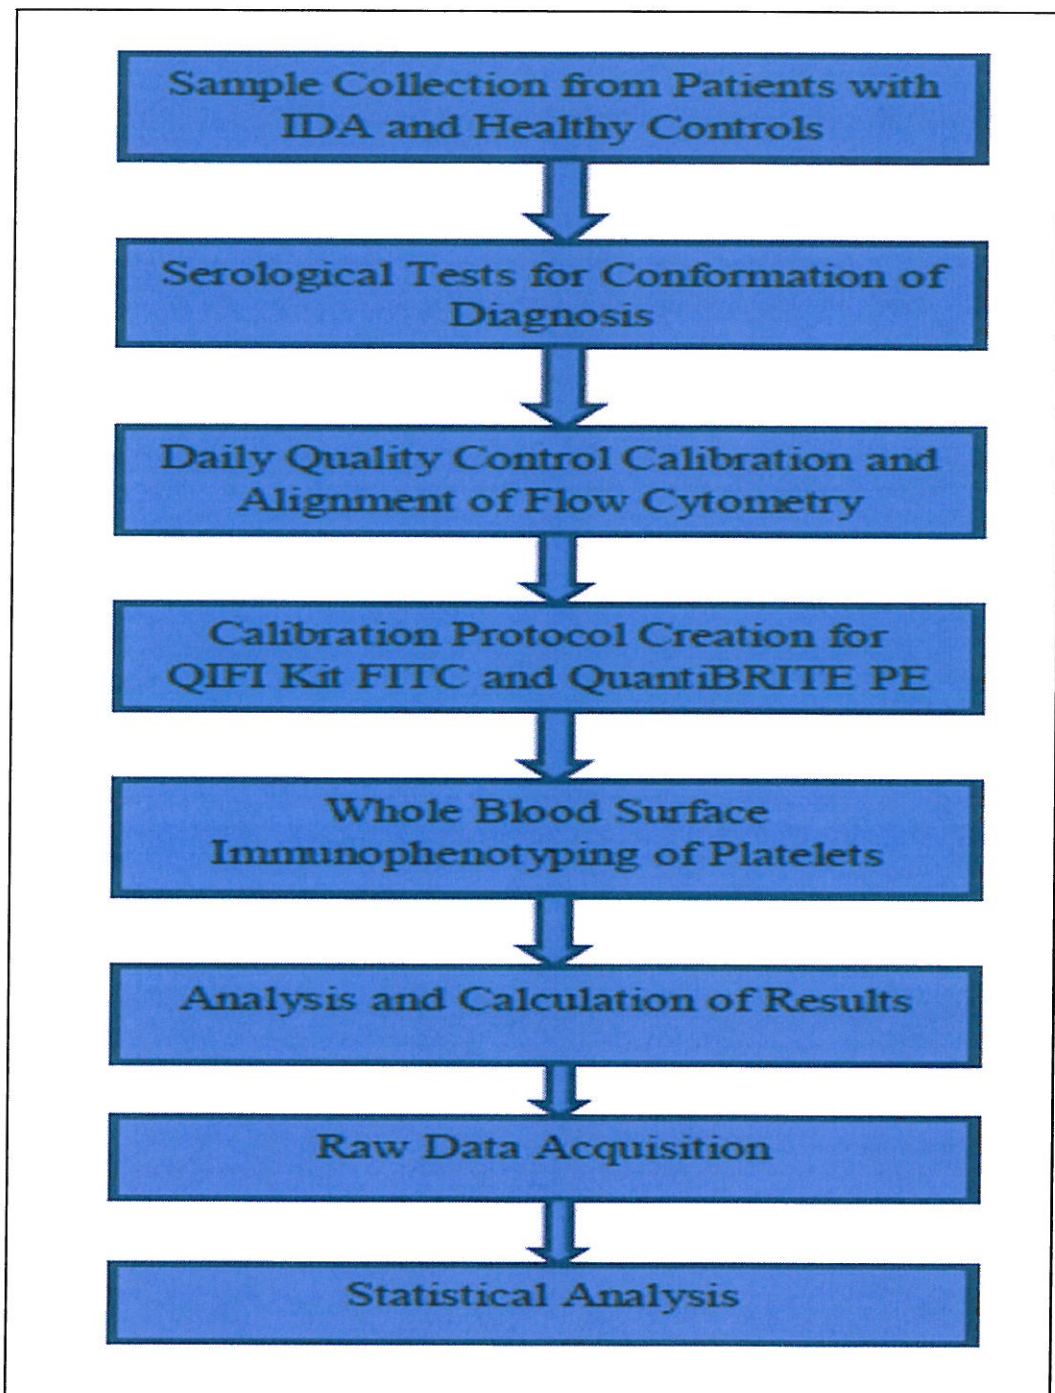 Sample Collection from Patients with
IDA and Healthy Controls
Serological Tests for Conformation of
Diagnosis
Daily Quality Control Calibration and
Alignment of Flow Cytometry
Calibration Protocol Creation for
QIFI Kit FITC and QuantiBRITE PE
Whole Blood Surface
Immunophenotyping of Platelets
Analysis and Calculation of Results
Raw Data Acquisition
Statistical Analysis